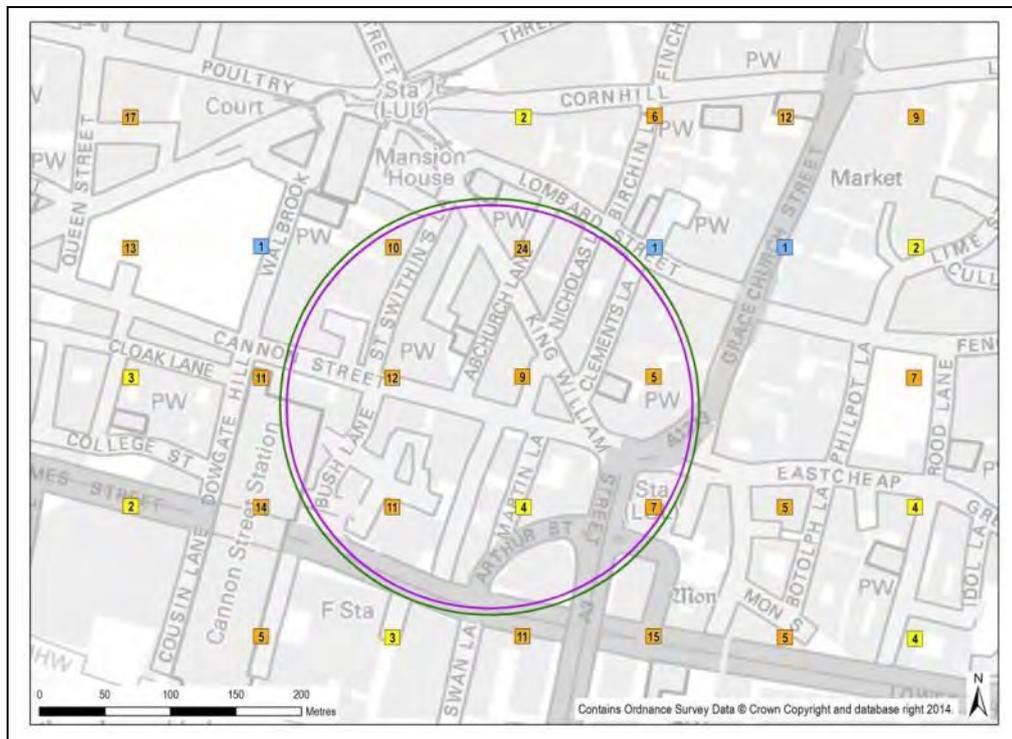 STREET
THRE
FINCH
PW
POULTRY
Sta
(LUL)
CORNHILL
L
W
Court
17
2
6
12
9
PW
PW
QUEEN STREET
Mansion
House
BIRCHIN L
Market
LOMBARD STREET
WALBROOK
PW
PW
PW
13
1
10
24
1
1
2
LIME S
CULL
ST SWITHIN'S L
ABCHURCH LANE
NICHOLAS L
CLEMENTS LA
KING WILLIAM
STREET
GRACECHURCH STREET
CANNON STREET
CLOAK LANE
PHILPOT LA
FENC
ROOD LANE
3
11
12
9
5
7
PW
PW
PW
DOWGATE HILL
COLLEGE ST
BUSH LANE
EASTCHEAP
MES STREET
Sta
(LUL)
MARTIN LA
ARTHUR ST
2
14
11
4
7
5
4
GRE
IDOL LA
BOTOLPH LA
Cannon Street Station
COUSIN LANE
F Sta
Mon
MON S
PW
A3
5
3
11
15
5
4
HW
SWAN LA
LOWE
0 50 100 150 200
Metres
Contains Ordnance Survey Data © Crown Copyright and database right 2014.
N